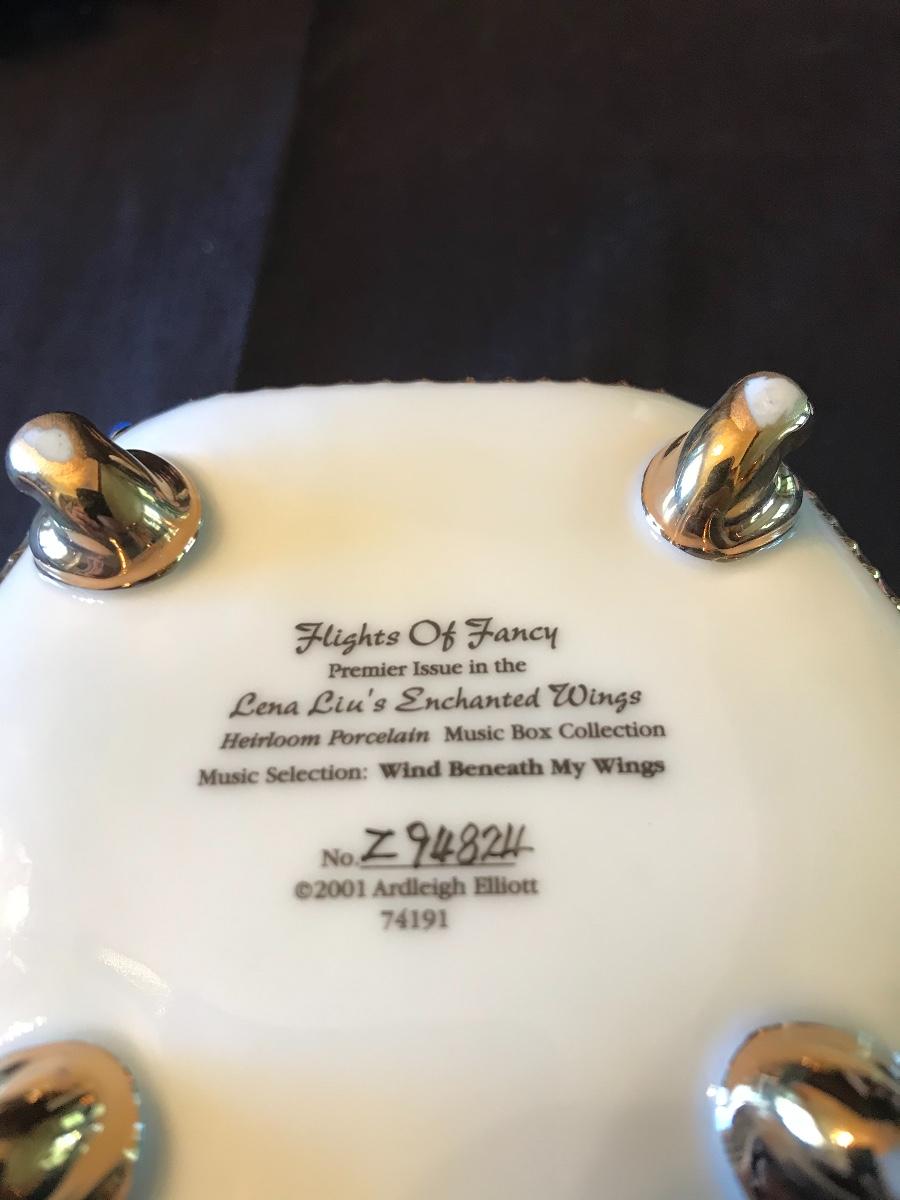 Flights Of Fancy
Premier Issue in the
Lena Liu's Enchanted Wings
Heirloom Porcelain Music Box Collection
Music Selection: Wind Beneath My Wings
No. Z 94824
©2001 Ardleigh Elliott
74191